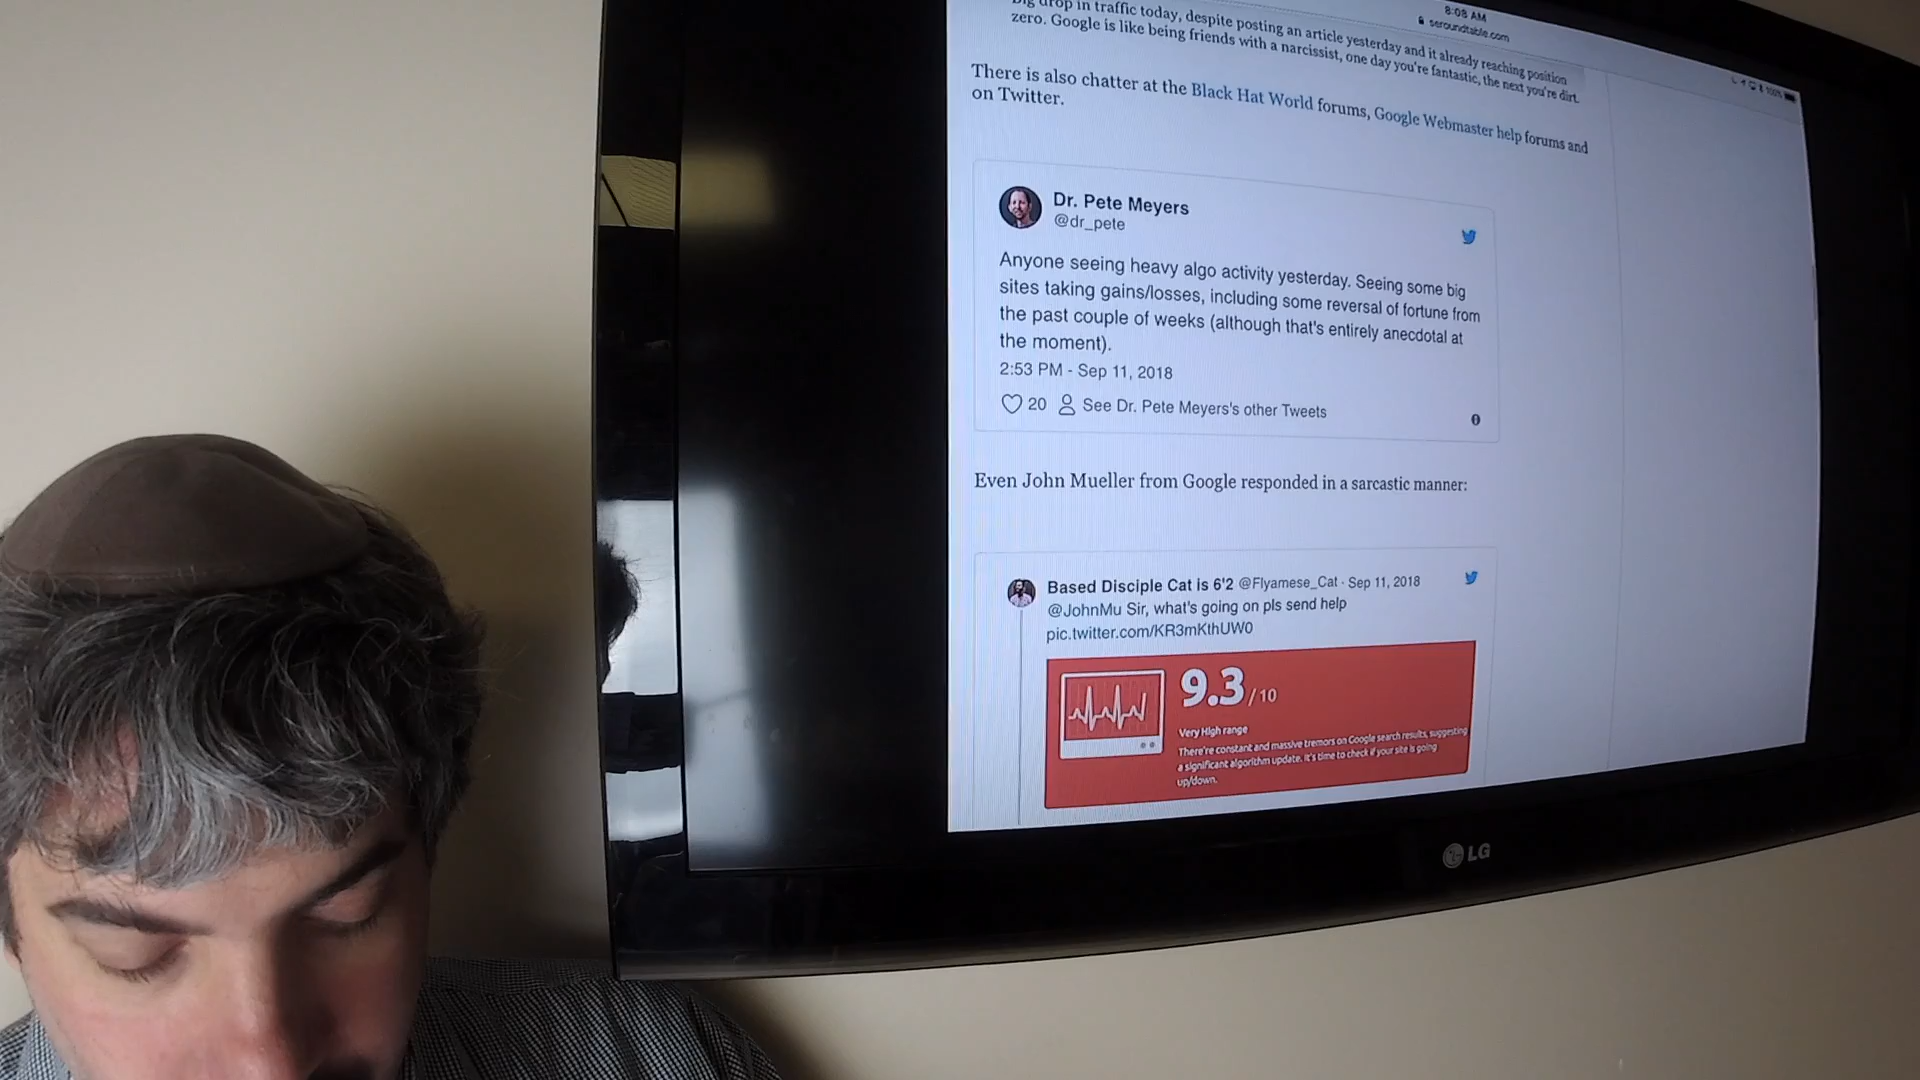 8:08 AM
seroundtable.com
100%
Big drop in traffic today, despite posting an article yesterday and it already reaching position
zero. Google is like being friends with a narcissist, one day you're fantastic, the next you're dirt.
There is also chatter at the Black Hat World forums, Google Webmaster help forums and
on Twitter.
Dr. Pete Meyers
@dr_pete
Anyone seeing heavy algo activity yesterday. Seeing some big
sites taking gains/losses, including some reversal of fortune from
the past couple of weeks (although that's entirely anecdotal at
the moment).
2:53 PM - Sep 11, 2018
20 See Dr. Pete Meyers's other Tweets
Even John Mueller from Google responded in a sarcastic manner:
Based Disciple Cat is 6'2 @Flyamese_Cat · Sep 11, 2018
@JohnMu Sir, what's going on pls send help
pic.twitter.com/KR3mKthUW0
9.3/10
Very High range
There're constant and massive tremors on Google search results, suggesting
a significant algorithm update. It's time to check if your site is going
up/down.
LG